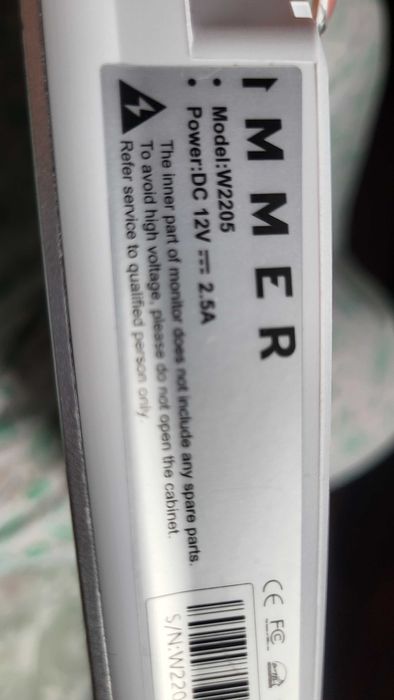 MMER
Model:W2205
Power:DC 12V ⎓ 2.5A
The inner part of monitor does not include any spare parts.
To avoid high voltage, please do not open the cabinet.
Refer service to qualified person only.
CE FC
S/N:W220